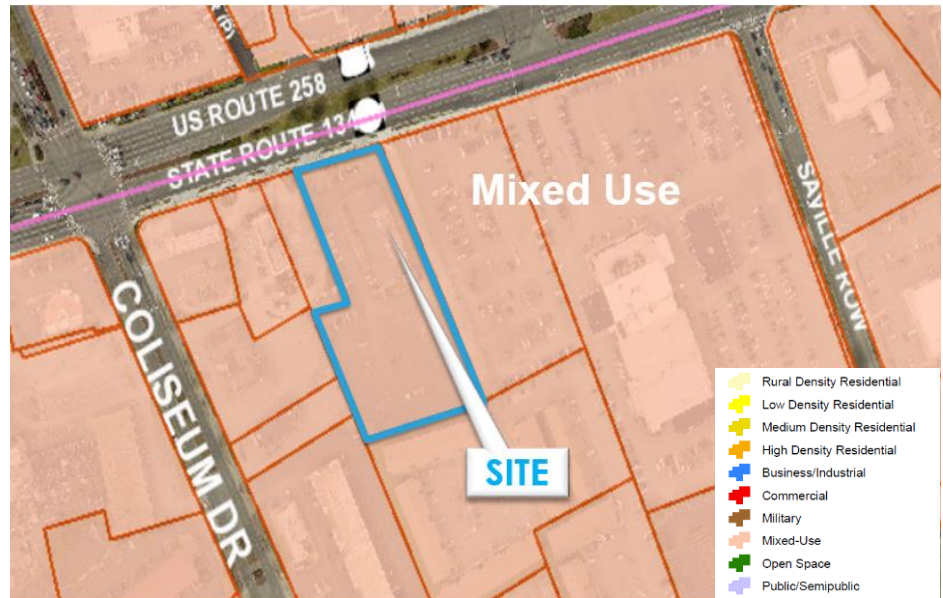 US ROUTE 258
STATE ROUTE 134
Mixed Use
SAVILLE ROW
COLISEUM DR
SITE
Rural Density Residential
Low Density Residential
Medium Density Residential
High Density Residential
Business/Industrial
Commercial
Military
Mixed-Use
Open Space
Public/Semipublic